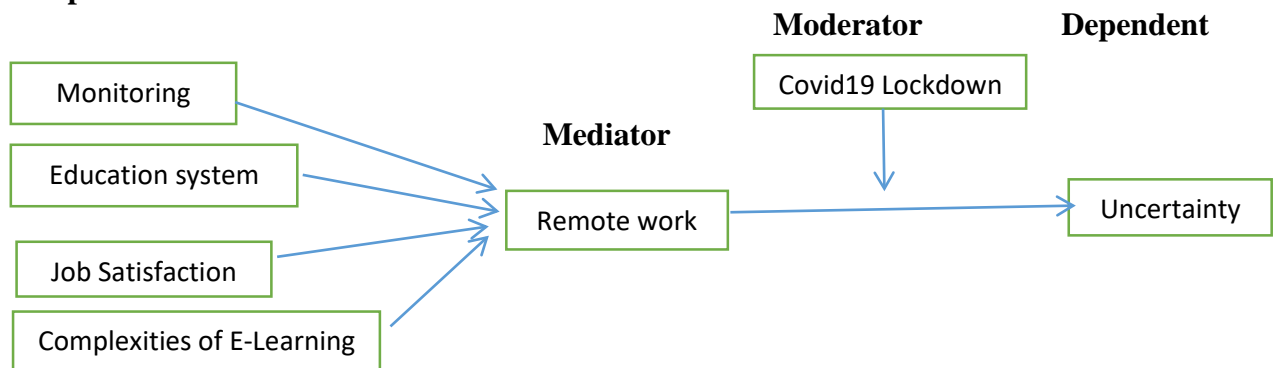 Moderator Dependent
Covid19 Lockdown
Monitoring
Mediator
Education system
Remote work
Uncertainty
Job Satisfaction
Complexities of E-Learning